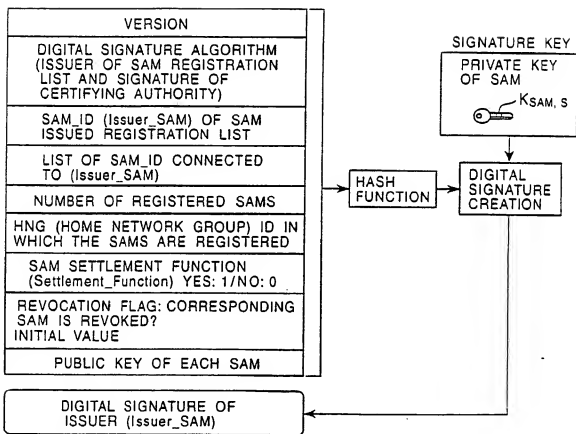 VERSION
DIGITAL SIGNATURE ALGORITHM
(ISSUER OF SAM REGISTRATION
LIST AND SIGNATURE OF
CERTIFYING AUTHORITY)
SAM_ID (Issuer_SAM) OF SAM
ISSUED REGISTRATION LIST
LIST OF SAM_ID CONNECTED
TO (Issuer_SAM)
NUMBER OF REGISTERED SAMS
HNG (HOME NETWORK GROUP) ID IN
WHICH THE SAMS ARE REGISTERED
SAM SETTLEMENT FUNCTION
(Settlement_Function) YES: 1/NO: 0
REVOCATION FLAG: CORRESPONDING
SAM IS REVOKED?
INITIAL VALUE
PUBLIC KEY OF EACH SAM
HASH
FUNCTION
SIGNATURE KEY
PRIVATE KEY
OF SAM
KSAM, S
DIGITAL
SIGNATURE
CREATION
DIGITAL SIGNATURE OF
ISSUER (Issuer_SAM)